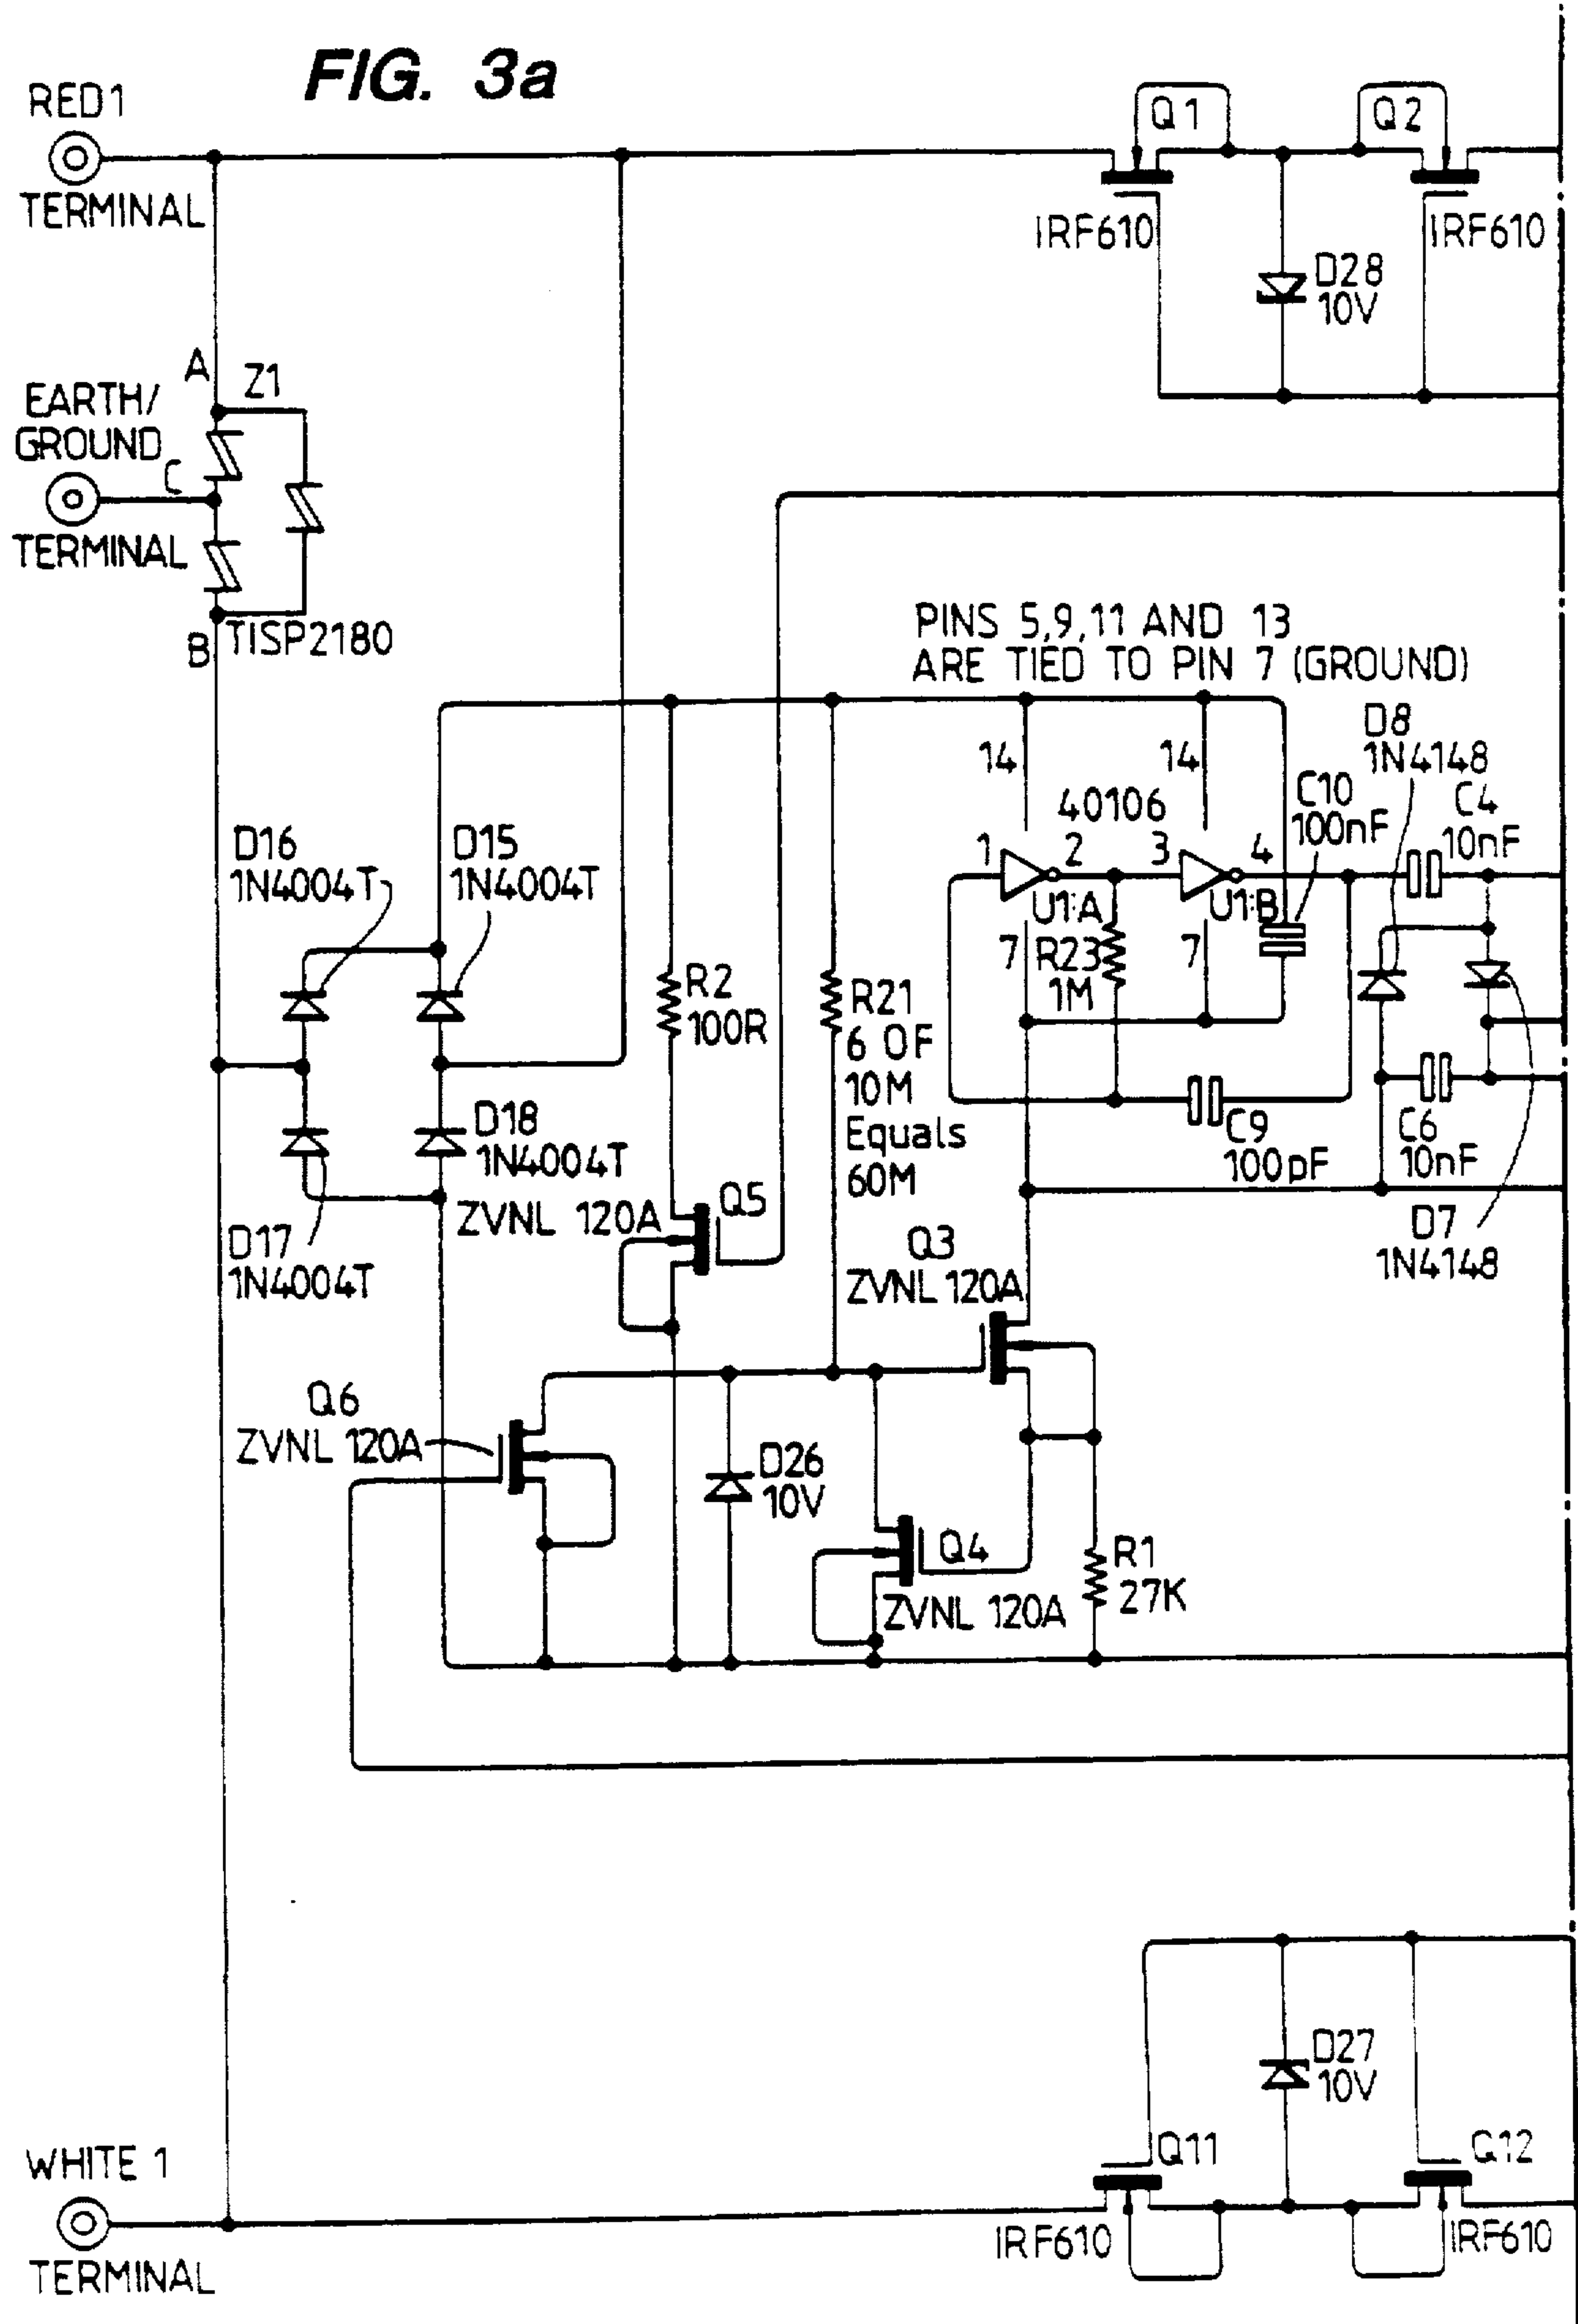 FIG. 3a
RED1
TERMINAL
Q1
Q2
IRF610
IRF610
D28
10V
A
Z1
EARTH/
GROUND
C
TERMINAL
B
TISP2180
PINS 5,9,11 AND 13
ARE TIED TO PIN 7 (GROUND)
D8
1N4148
14
14
C10
100nF
C4
10nF
40106
1
2
3
4
U1:A
U1:B
D16
1N4004T
D15
1N4004T
7
R23
1M
7
R2
100R
R21
6 OF
10M
Equals
60M
D18
1N4004T
C9
100pF
C6
10nF
ZVNL 120A
Q5
D17
1N4004T
Q3
ZVNL 120A
D7
1N4148
Q6
ZVNL 120A
D26
10V
Q4
ZVNL 120A
R1
27K
D27
10V
WHITE 1
TERMINAL
Q11
Q12
IRF610
IRF610